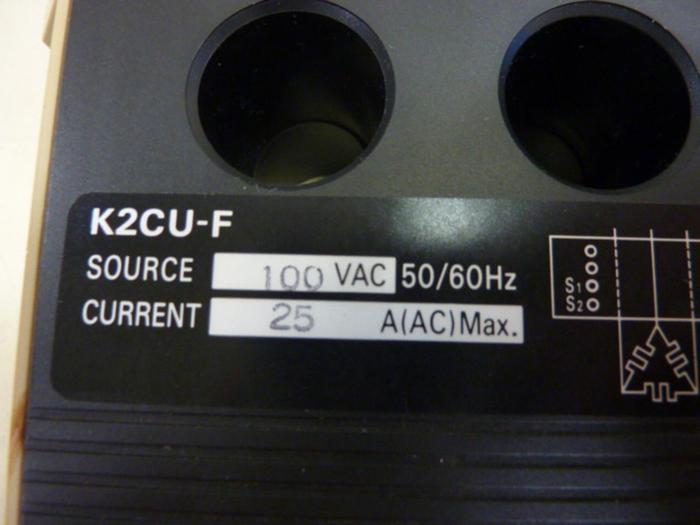 K2CU-F
SOURCE 100 VAC 50/60Hz
CURRENT 25 A(AC)Max.
S1
S2